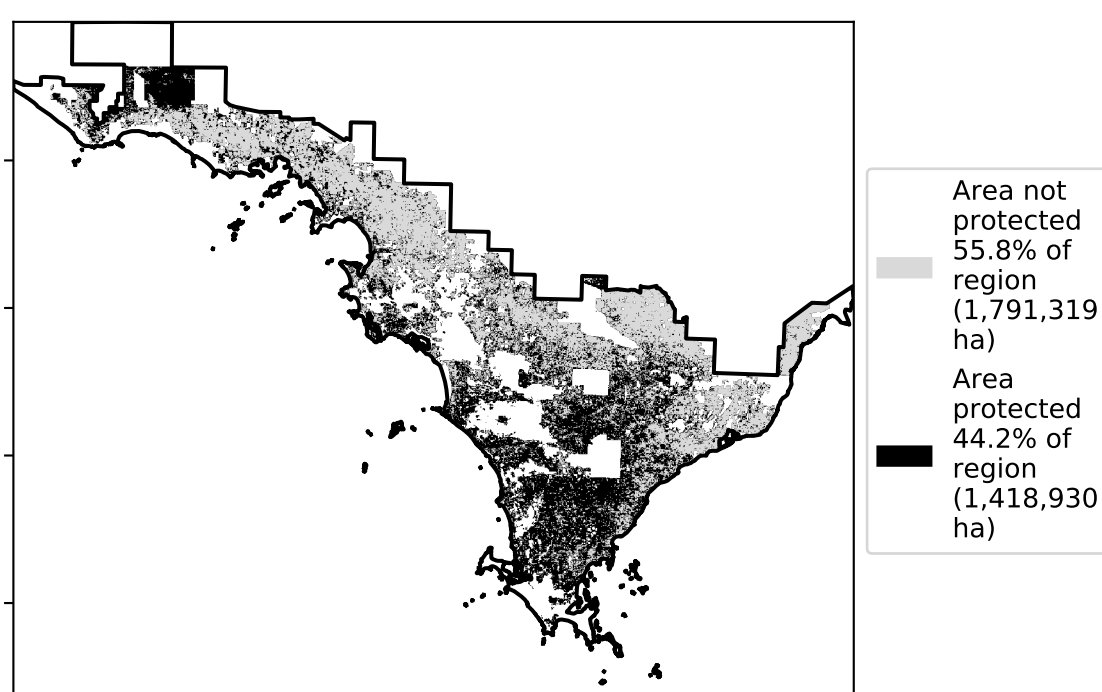 Area not
protected
55.8% of
region
(1,791,319
ha)
Area
protected
44.2% of
region
(1,418,930
ha)